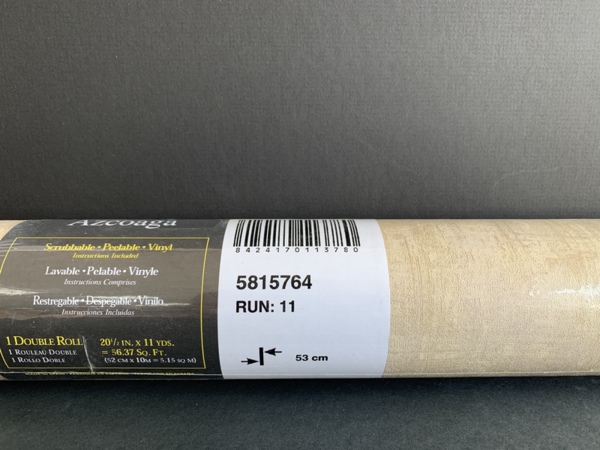 Azcoaga
Scrubbable • Peelable • Vinyl
Instructions Included
Lavable • Pelable • Vinyle
Instructions Comprises
Restregable • Despegable • Vinilo
Instrucciones Incluidas
1 DOUBLE ROLL
1 ROULEAU DOUBLE
1 ROLLO DOBLE
20½ IN. X 11 YDS.
= 56.37 SQ. FT.
(52 CM X 10M = 5.15 SQ M)
8424170113780
5815764
RUN: 11
53 cm